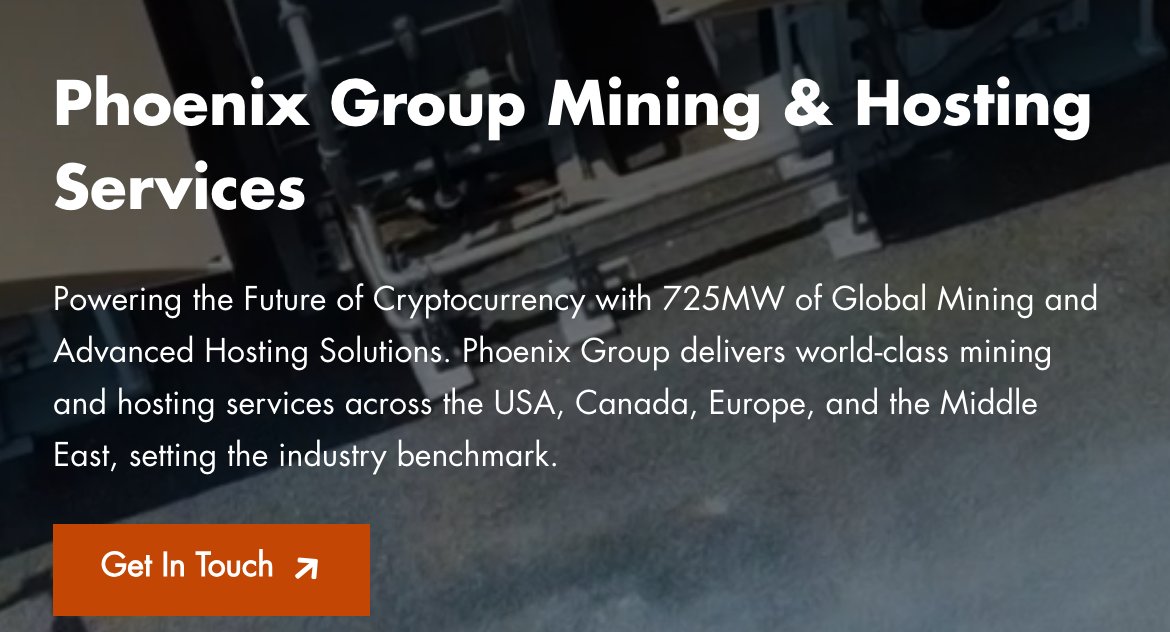 Phoenix Group Mining & Hosting
Services
Powering the Future of Cryptocurrency with 725MW of Global Mining and
Advanced Hosting Solutions. Phoenix Group delivers world-class mining
and hosting services across the USA, Canada, Europe, and the Middle
East, setting the industry benchmark.
Get In Touch